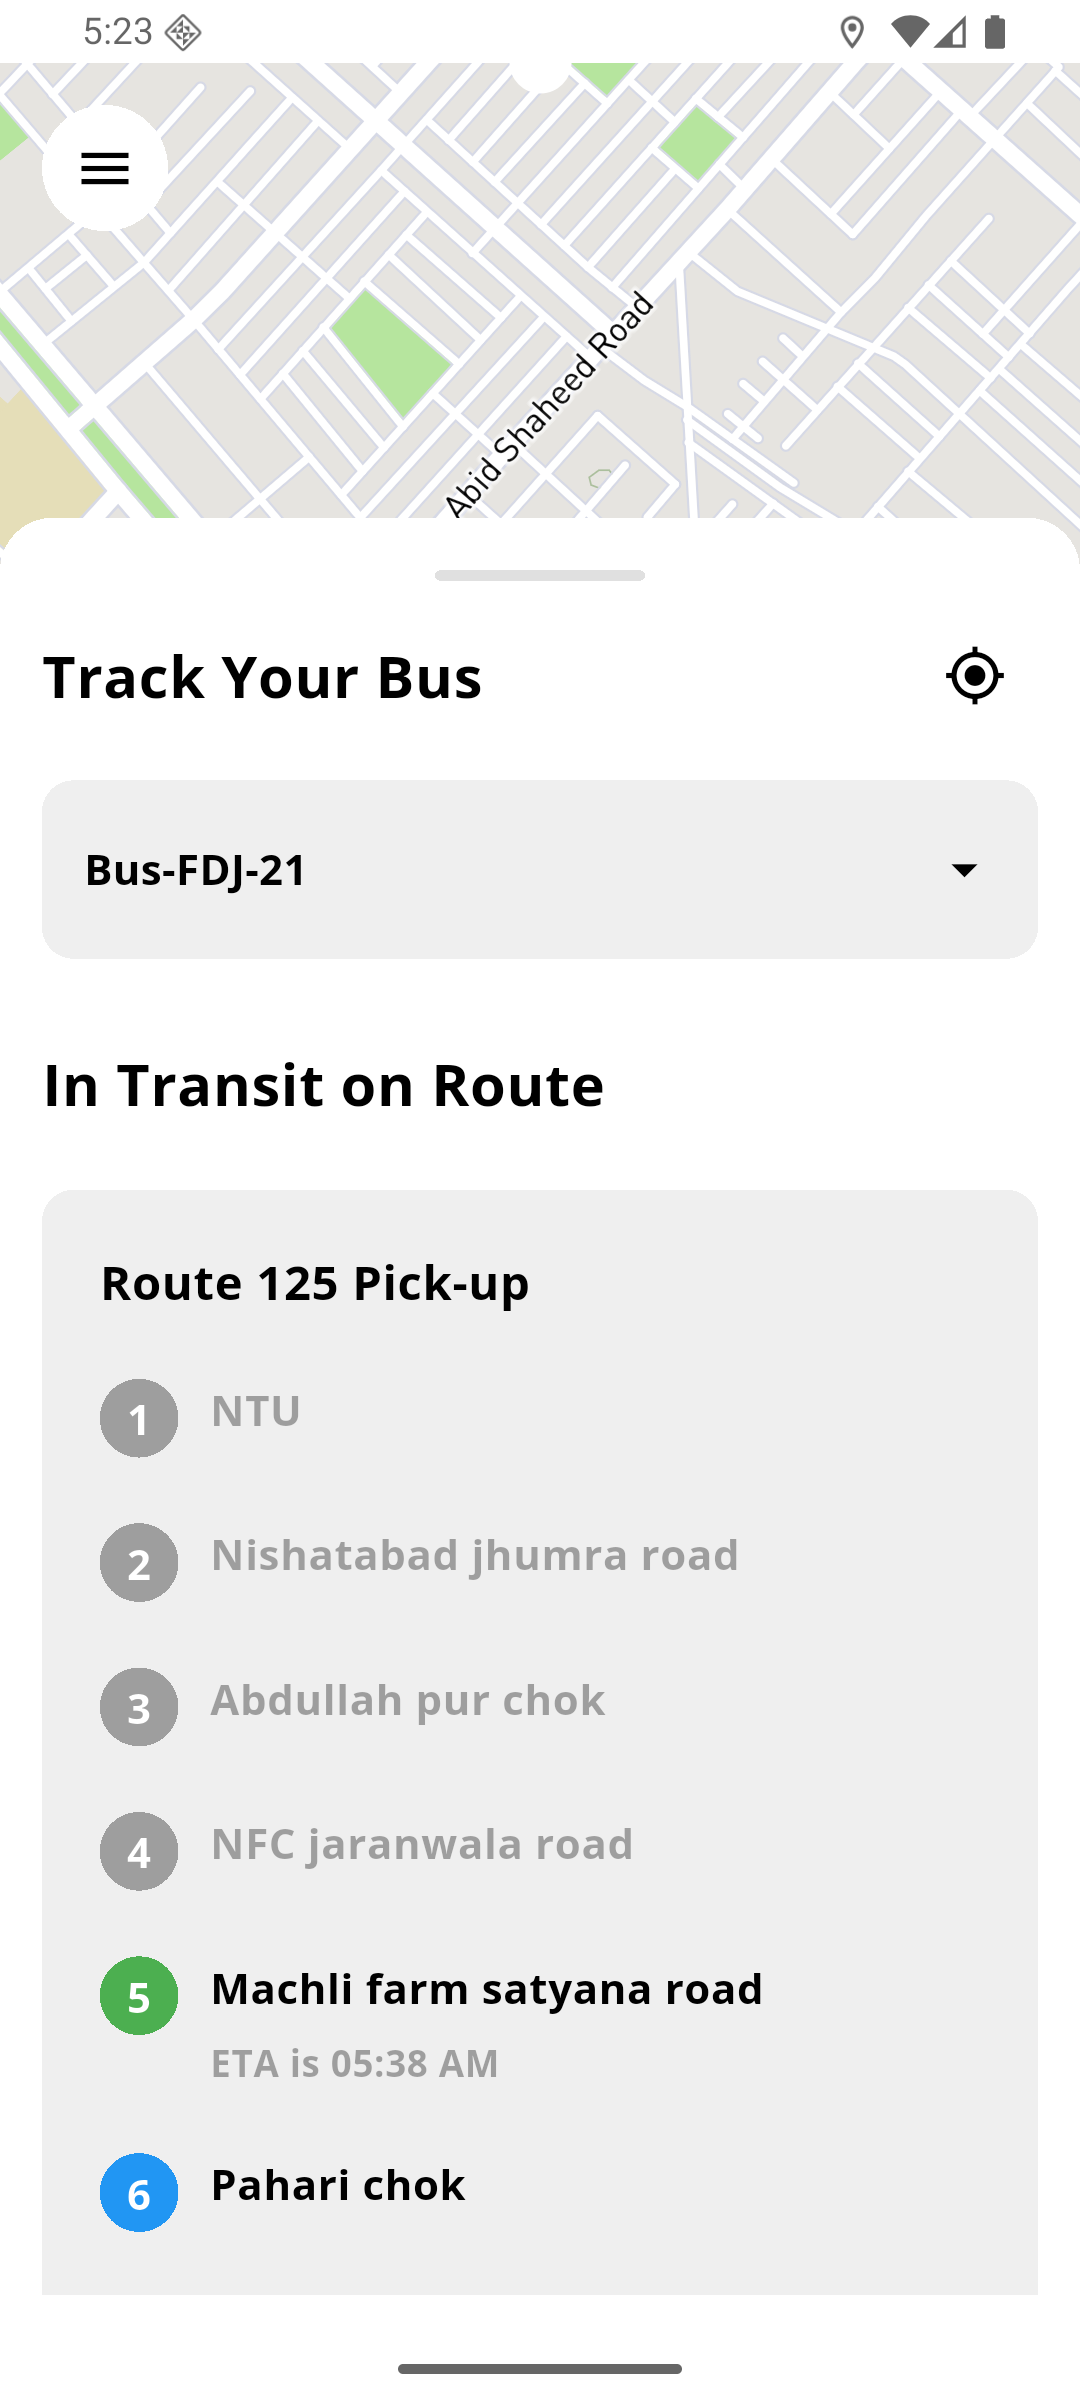 5:23
Abid Shaheed Road
Track Your Bus
Bus-FDJ-21
In Transit on Route
Route 125 Pick-up
1 NTU
2 Nishatabad jhumra road
3 Abdullah pur chok
4 NFC jaranwala road
5 Machli farm satyana road
ETA is 05:38 AM
6 Pahari chok